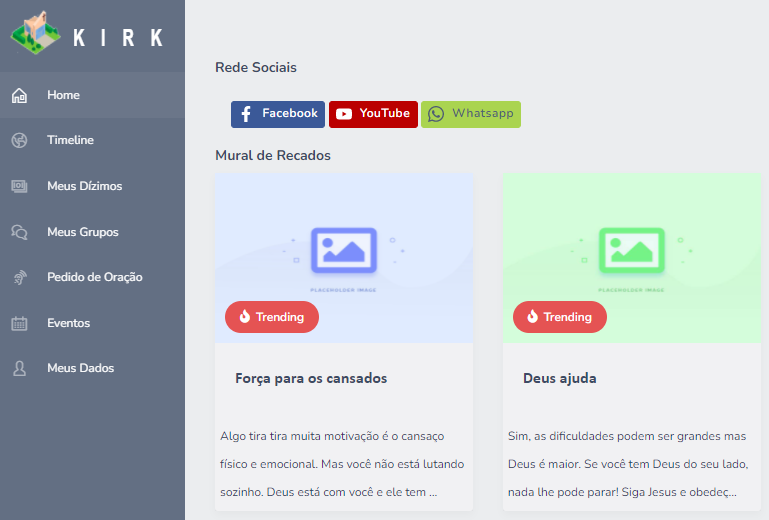 KIRK
Home
Timeline
Meus Dízimos
Meus Grupos
Pedido de Oração
Eventos
Meus Dados
Rede Sociais
Facebook YouTube Whatsapp
Mural de Recados
PLACEHOLDER IMAGE
Trending
Força para os cansados
Algo tira tira muita motivação é o cansaço
físico e emocional. Mas você não está lutando
sozinho. Deus está com você e ele tem ...
PLACEHOLDER IMAGE
Trending
Deus ajuda
Sim, as dificuldades podem ser grandes mas
Deus é maior. Se você tem Deus do seu lado,
nada lhe pode parar! Siga Jesus e obedeç...